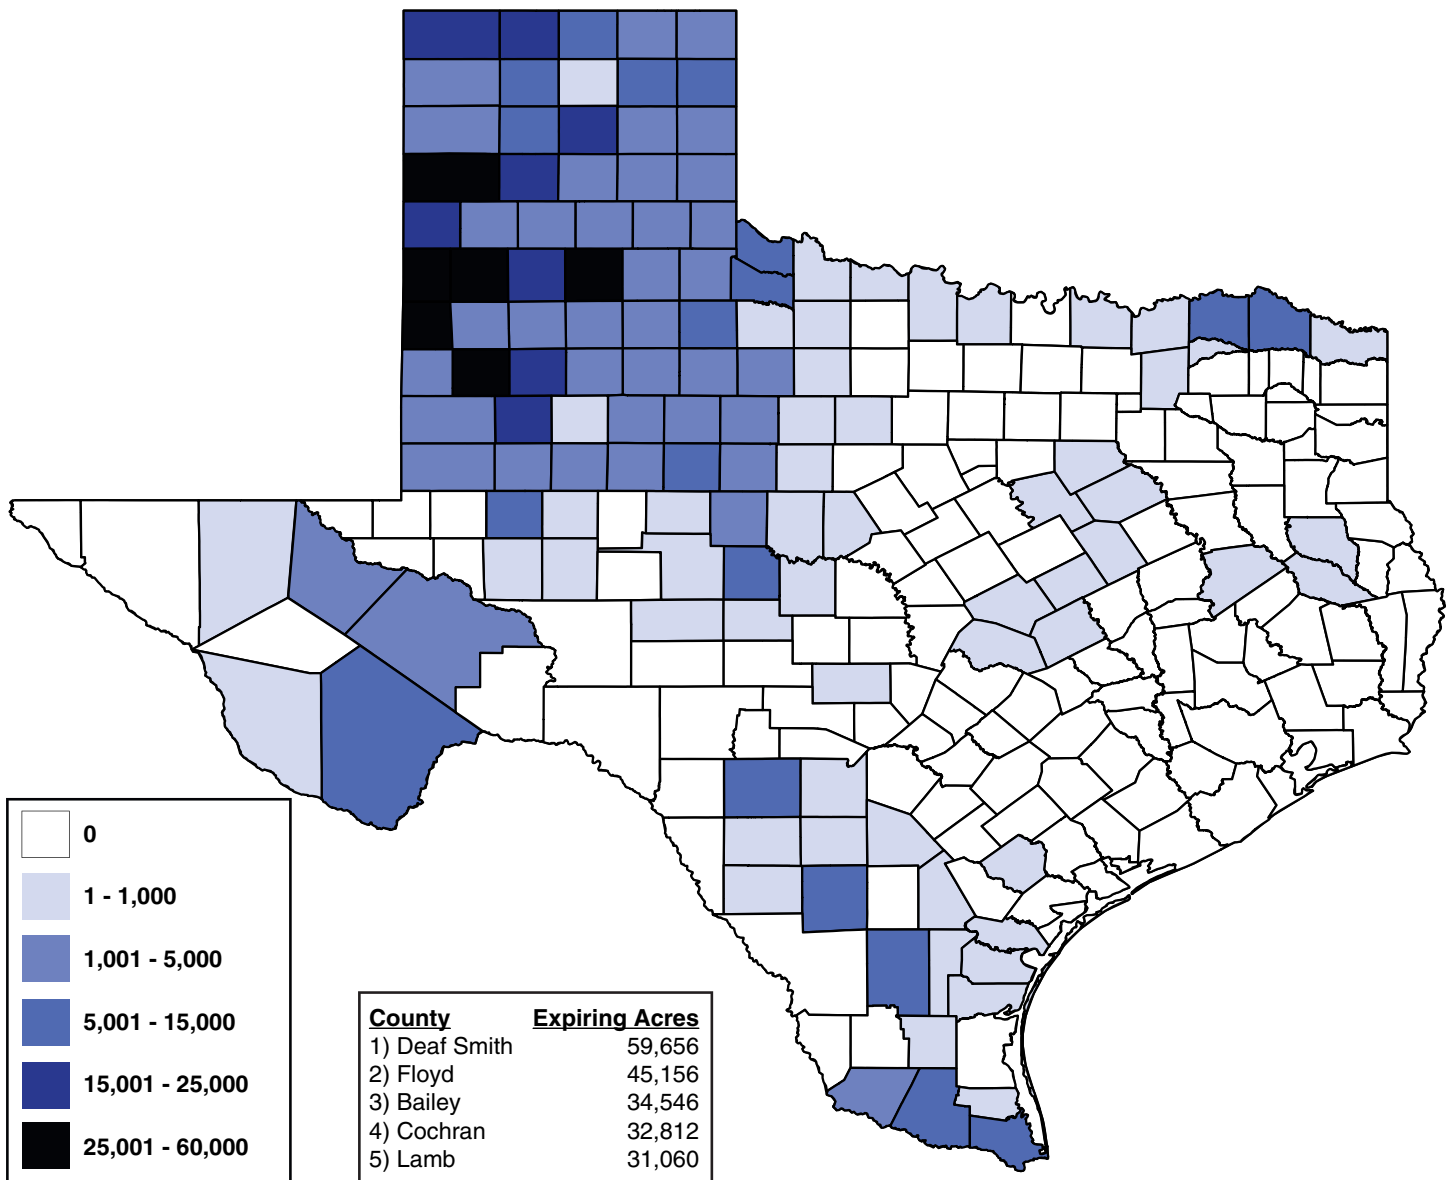 0
1 - 1,000
1,001 - 5,000
5,001 - 15,000
15,001 - 25,000
25,001 - 60,000
County Expiring Acres
1) Deaf Smith 59,656
2) Floyd 45,156
3) Bailey 34,546
4) Cochran 32,812
5) Lamb 31,060